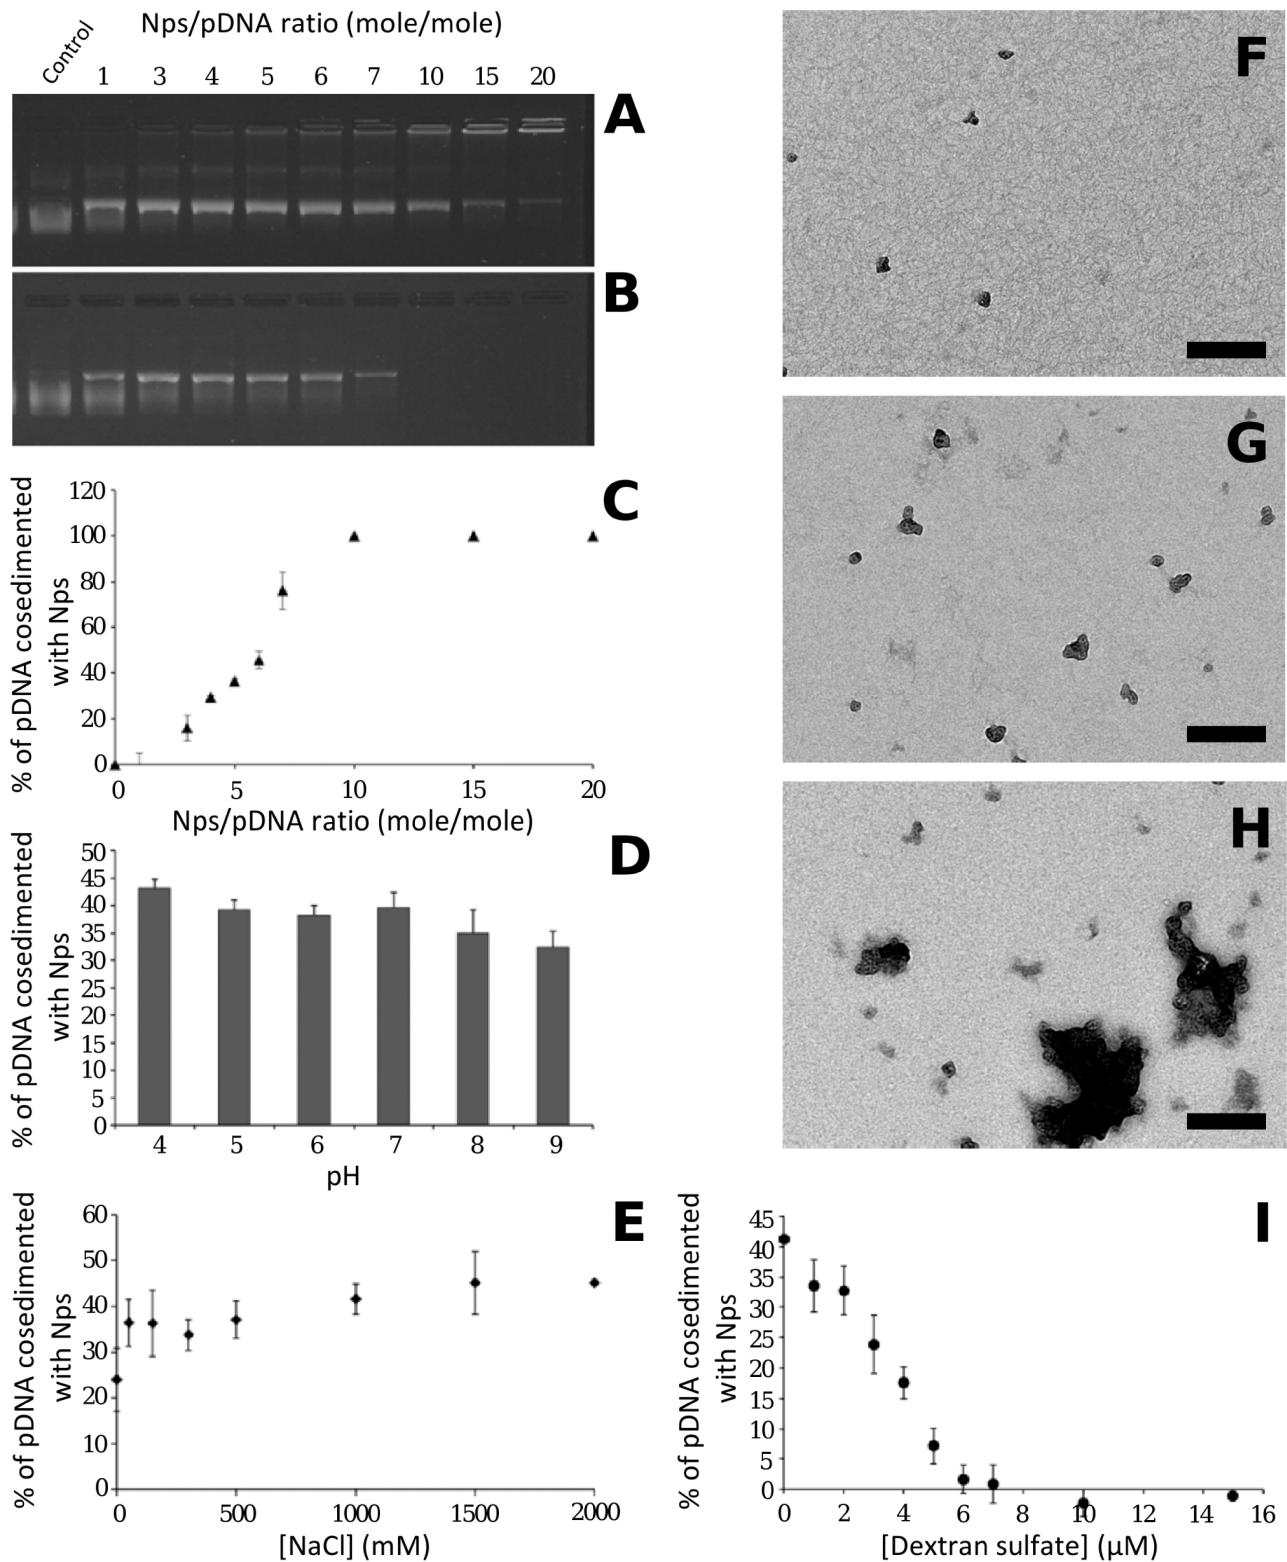 Nps/pDNA ratio (mole/mole)
Control 1 3 4 5 6 7 10 15 20
A
B
C
% of pDNA cosedimented
with Nps
120
100
80
60
40
20
0
0 5 10 15 20
Nps/pDNA ratio (mole/mole)
D
% of pDNA cosedimented
with Nps
50
45
40
35
30
25
20
15
10
5
0
4 5 6 7 8 9
pH
E
% of pDNA cosedimented
with Nps
60
50
40
30
20
10
0
0 500 1000 1500 2000
[NaCl] (mM)
F
G
H
I
% of pDNA cosedimented
with Nps
45
40
35
30
25
20
15
10
5
0
0 2 4 6 8 10 12 14 16
[Dextran sulfate] (μM)